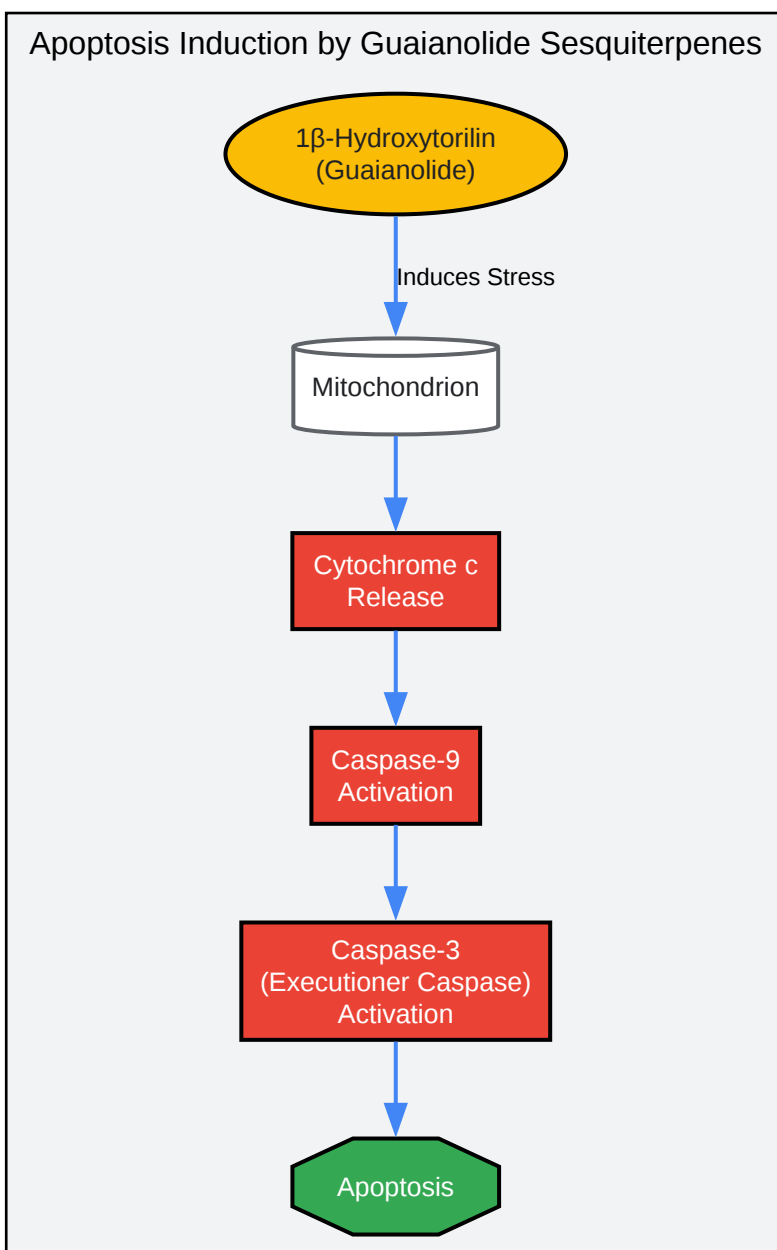 Apoptosis Induction by Guaianolide Sesquiterpenes
1β-Hydroxytorilin
(Guaianolide)
Induces Stress
Mitochondrion
Cytochrome c
Release
Caspase-9
Activation
Caspase-3
(Executioner Caspase)
Activation
Apoptosis